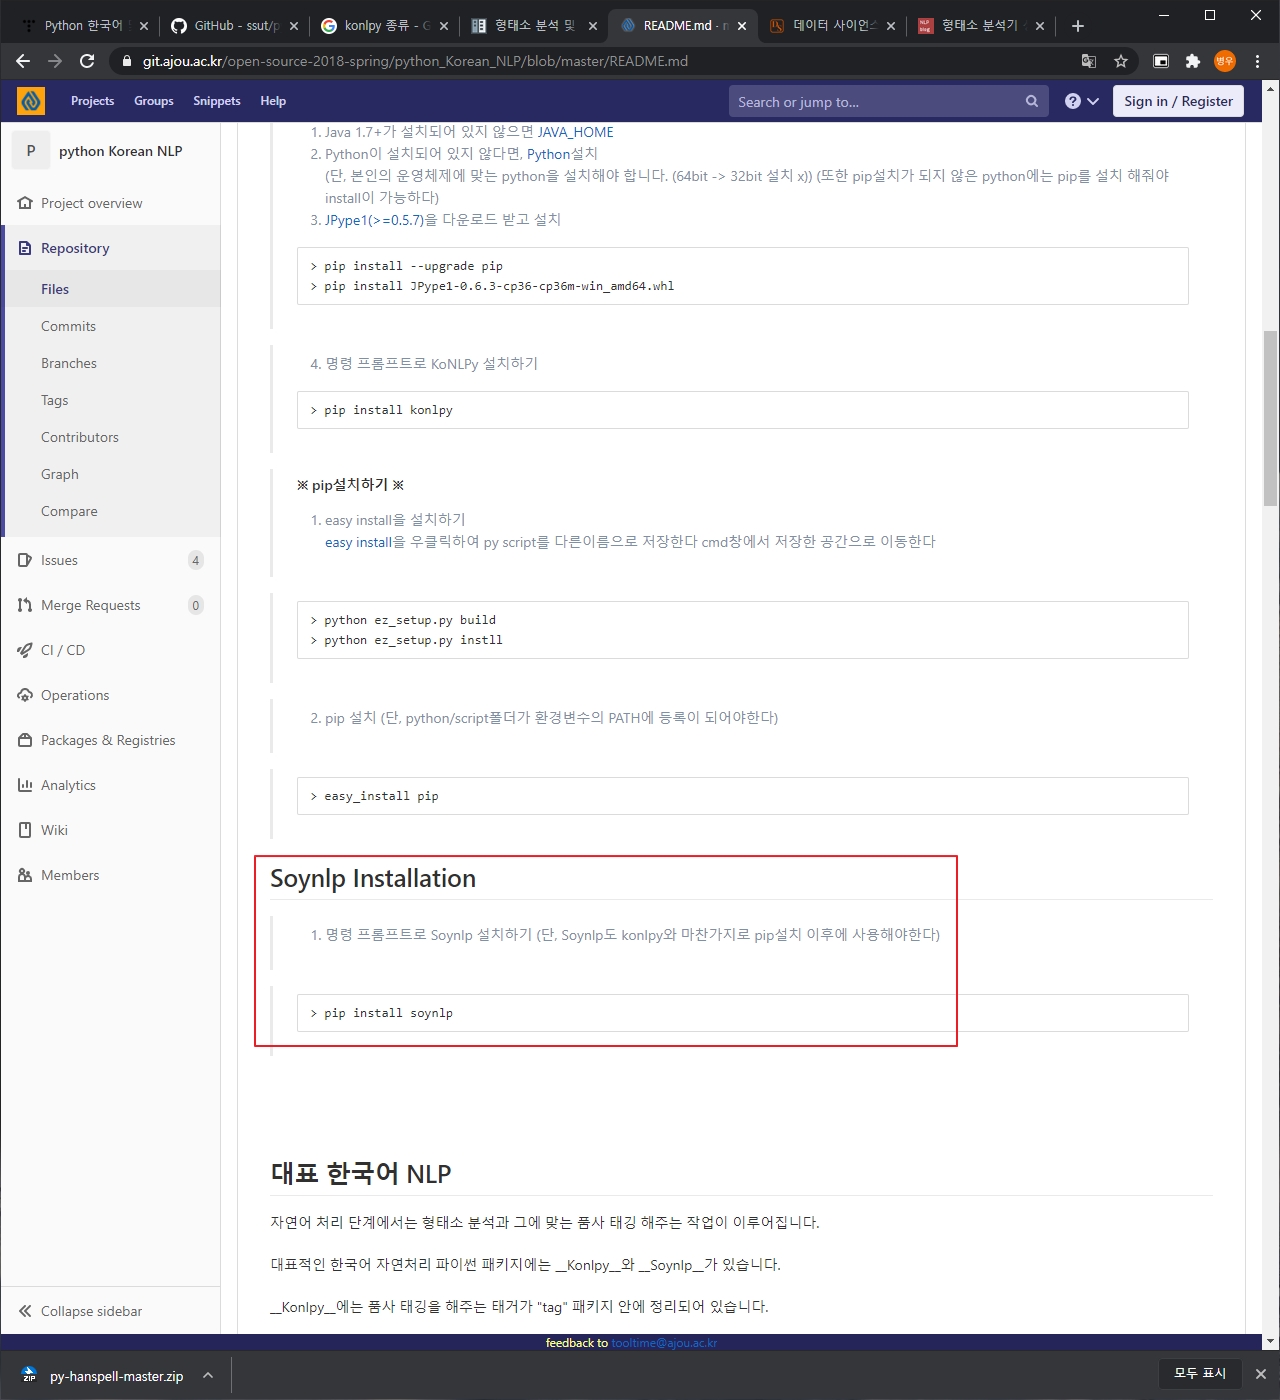 Python 한국어
GitHub - ssut/p
konlpy 종류 - G
형태소 분석 및
README.md - m
데이터 사이언스
형태소 분석기
git.ajou.ac.kr/open-source-2018-spring/python_Korean_NLP/blob/master/README.md
병우
Projects
Groups
Snippets
Help
Search or jump to...
Sign in / Register
P
python Korean NLP
Project overview
Repository
Files
Commits
Branches
Tags
Contributors
Graph
Compare
Issues
4
Merge Requests
0
CI / CD
Operations
Packages & Registries
Analytics
Wiki
Members
Collapse sidebar
1. Java 1.7+가 설치되어 있지 않으면 JAVA_HOME
2. Python이 설치되어 있지 않다면, Python설치
(단, 본인의 운영체제에 맞는 python을 설치해야 합니다. (64bit -> 32bit 설치 x)) (또한 pip설치가 되지 않은 python에는 pip를 설치 해줘야
install이 가능하다)
3. JPype1(>=0.5.7)을 다운로드 받고 설치
> pip install --upgrade pip
> pip install JPype1-0.6.3-cp36-cp36m-win_amd64.whl
4. 명령 프롬프트로 KoNLPy 설치하기
> pip install konlpy
※ pip설치하기 ※
1. easy install을 설치하기
easy install을 우클릭하여 py script를 다른이름으로 저장한다 cmd창에서 저장한 공간으로 이동한다
> python ez_setup.py build
> python ez_setup.py instll
2. pip 설치 (단, python/script폴더가 환경변수의 PATH에 등록이 되어야한다)
> easy_install pip
Soynlp Installation
1. 명령 프롬프트로 Soynlp 설치하기 (단, Soynlp도 konlpy와 마찬가지로 pip설치 이후에 사용해야한다)
> pip install soynlp
대표 한국어 NLP
자연어 처리 단계에서는 형태소 분석과 그에 맞는 품사 태깅 해주는 작업이 이루어집니다.
대표적인 한국어 자연처리 파이썬 패키지에는 __Konlpy__와 __Soynlp__가 있습니다.
__Konlpy__에는 품사 태깅을 해주는 태거가 "tag" 패키지 안에 정리되어 있습니다.
feedback to tooltime@ajou.ac.kr
ZIP
py-hanspell-master.zip
모두 표시